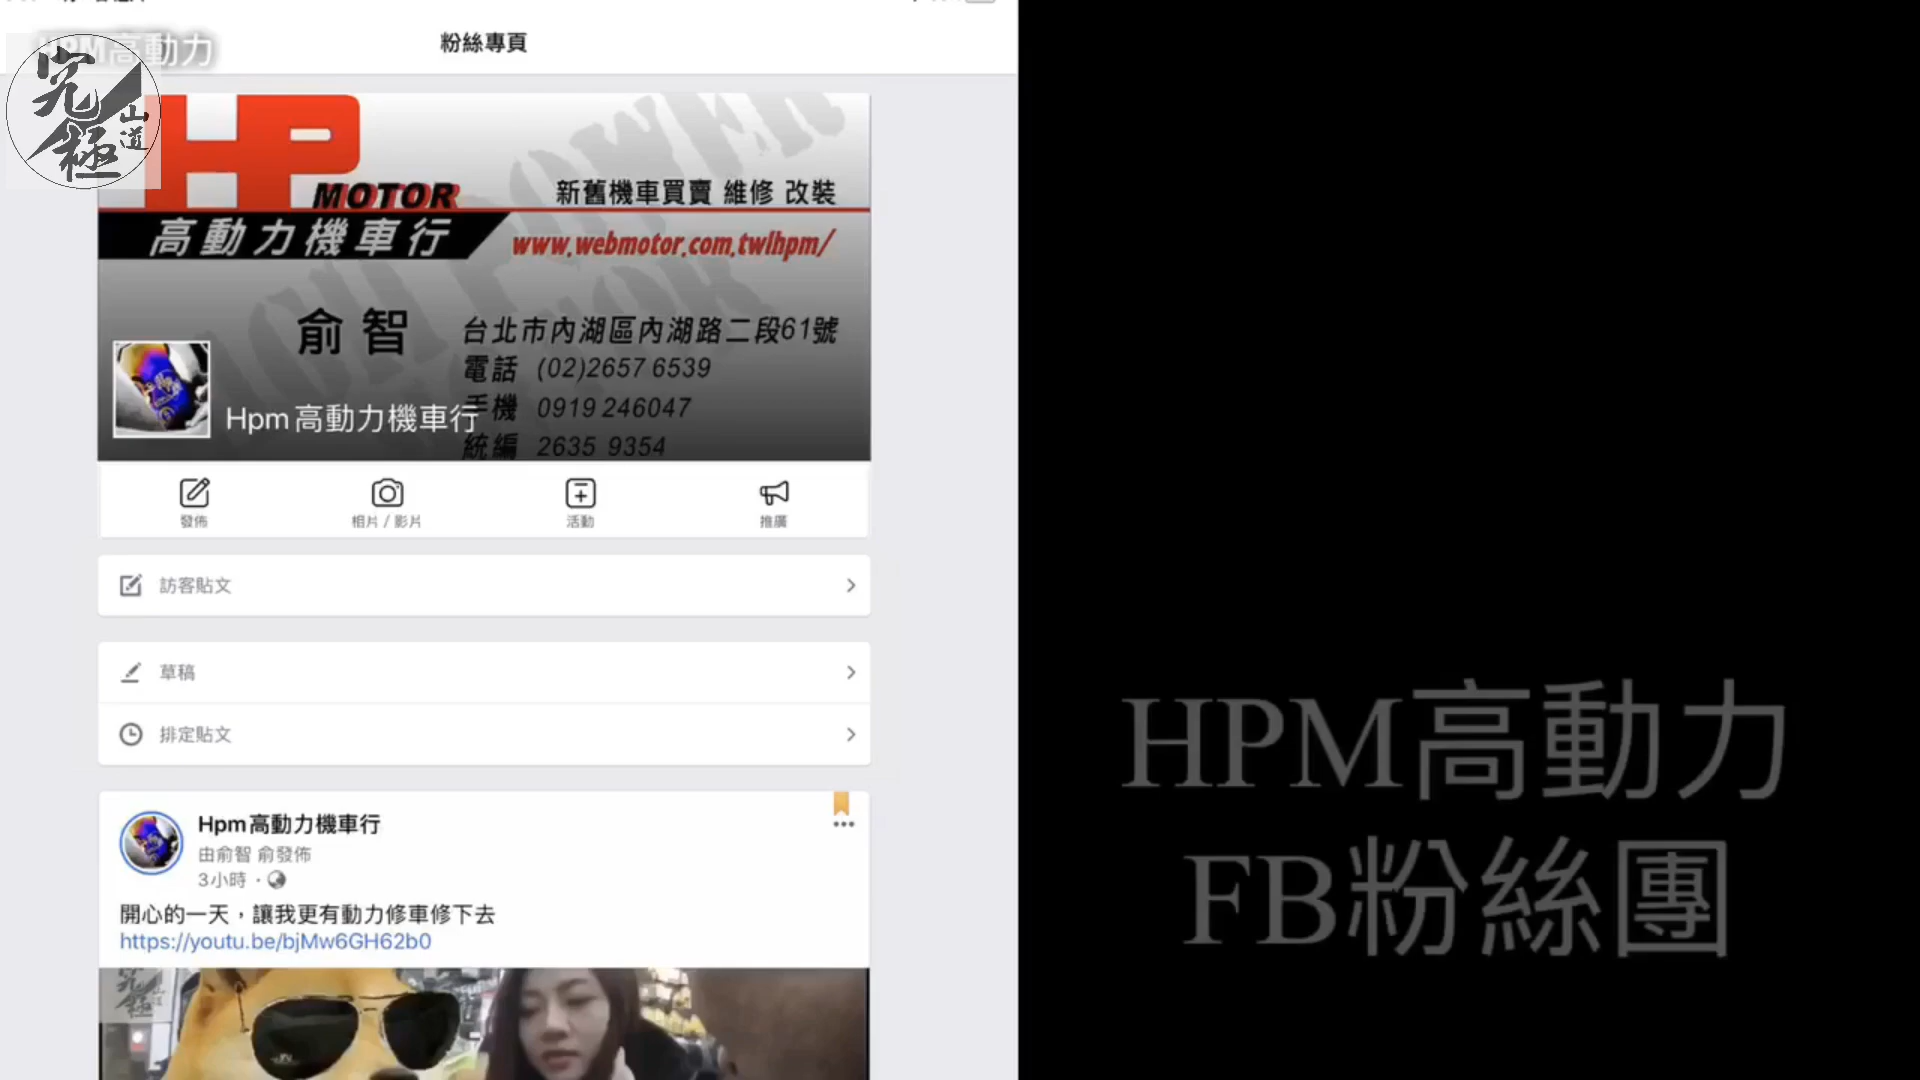 HPM高動力
粉絲專頁
究極
山道
HP
MOTOR
新舊機車買賣 維修 改裝
高動力機車行
www.webmotor.com.tw/hpm/
俞智
台北市內湖區內湖路二段61號
電話 (02)2657 6539
手機 0919 246047
Hpm高動力機車行
統編 2635 9354
發佈
相片 / 影片
活動
推廣
訪客貼文
草稿
排定貼文
Hpm高動力機車行
由俞智 俞發佈
3小時 ·
開心的一天，讓我更有動力修車修下去
https://youtu.be/bjMw6GH62b0
究極
HPM高動力
FB粉絲團